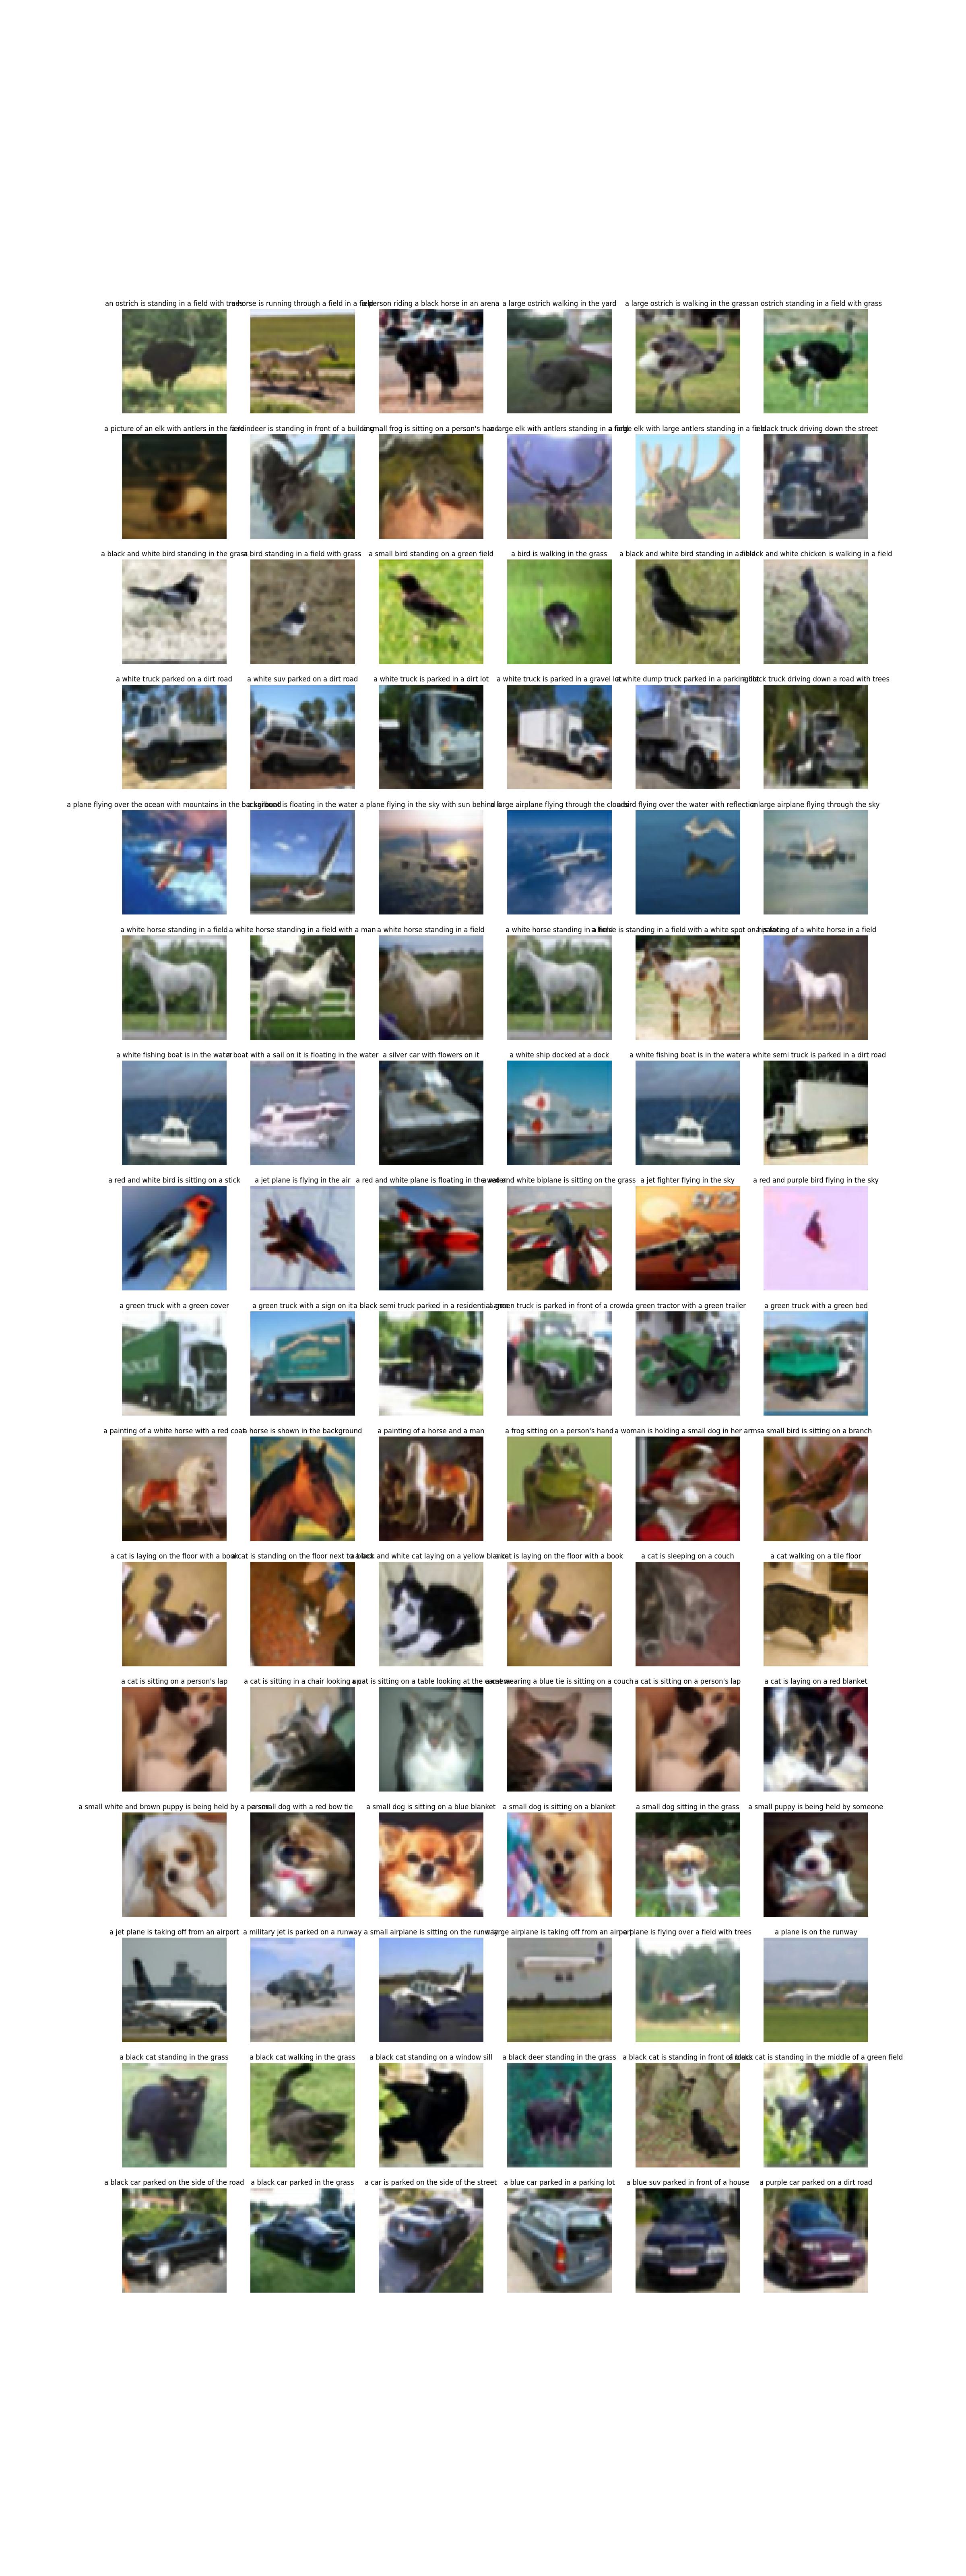 an ostrich is standing in a field with trees
a horse is running through a field in a field
a person riding a black horse in an arena
a large ostrich walking in the yard
a large ostrich is walking in the grass
an ostrich standing in a field with grass
a picture of an elk with antlers in the field
a reindeer is standing in front of a building
a small frog is sitting on a person's hand
a large elk with antlers standing in a field
a large elk with large antlers standing in a field
a black truck driving down the street
a black and white bird standing in the grass
a bird standing in a field with grass
a small bird standing on a green field
a bird is walking in the grass
a black and white bird standing in a field
a black and white chicken is walking in a field
a white truck parked on a dirt road
a white suv parked on a dirt road
a white truck is parked in a dirt lot
a white truck is parked in a gravel lot
a white dump truck parked in a parking lot
a black truck driving down a road with trees
a plane flying over the ocean with mountains in the background
a sailboat is floating in the water
a plane flying in the sky with sun behind it
a large airplane flying through the clouds
a bird flying over the water with reflection
a large airplane flying through the sky
a white horse standing in a field
a white horse standing in a field with a man
a white horse standing in a field
a white horse standing in a field
a horse is standing in a field with a white spot on his face
a painting of a white horse in a field
a white fishing boat is in the water
a boat with a sail on it is floating in the water
a silver car with flowers on it
a white ship docked at a dock
a white fishing boat is in the water
a white semi truck is parked in a dirt road
a red and white bird is sitting on a stick
a jet plane is flying in the air
a red and white plane is floating in the water
a red and white biplane is sitting on the grass
a jet fighter flying in the sky
a red and purple bird flying in the sky
a green truck with a green cover
a green truck with a sign on it
a black semi truck parked in a residential area
a green truck is parked in front of a crowd
a green tractor with a green trailer
a green truck with a green bed
a painting of a white horse with a red coat
a horse is shown in the background
a painting of a horse and a man
a frog sitting on a person's hand
a woman is holding a small dog in her arms
a small bird is sitting on a branch
a cat is laying on the floor with a book
a cat is standing on the floor next to a box
a black and white cat laying on a yellow blanket
a cat is laying on the floor with a book
a cat is sleeping on a couch
a cat walking on a tile floor
a cat is sitting on a person's lap
a cat is sitting in a chair looking up
a cat is sitting on a table looking at the camera
a cat wearing a blue tie is sitting on a couch
a cat is sitting on a person's lap
a cat is laying on a red blanket
a small white and brown puppy is being held by a person
a small dog with a red bow tie
a small dog is sitting on a blue blanket
a small dog is sitting on a blanket
a small dog sitting in the grass
a small puppy is being held by someone
a jet plane is taking off from an airport
a military jet is parked on a runway
a small airplane is sitting on the runway
a large airplane is taking off from an airport
a plane is flying over a field with trees
a plane is on the runway
a black cat standing in the grass
a black cat walking in the grass
a black cat standing on a window sill
a black deer standing in the grass
a black cat is standing in front of
a black cat is standing in the middle of a green field
a black car parked on the side of the road
a black car parked in the grass
a car is parked on the side of the street
a blue car parked in a parking lot
a blue suv parked in front of a house
a purple car parked on a dirt road